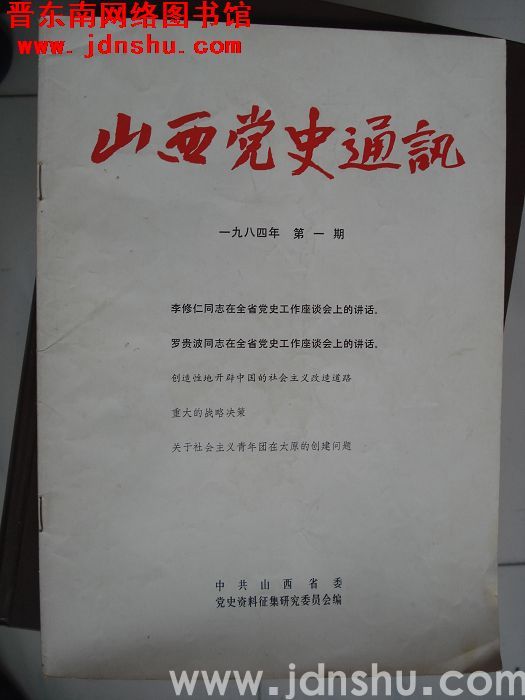 晋东南网络图书馆
www.jdnshu.com
山西党史通訊
一九八四年 第一期
李修仁同志在全省党史工作座谈会上的讲话。
罗贵波同志在全省党史工作座谈会上的讲话。
创造性地开辟中国的社会主义改造道路
重大的战略决策
关于社会主义青年团在太原的创建问题
中共山西省委
党史资料征集研究委员会编
www.jdnshu.com